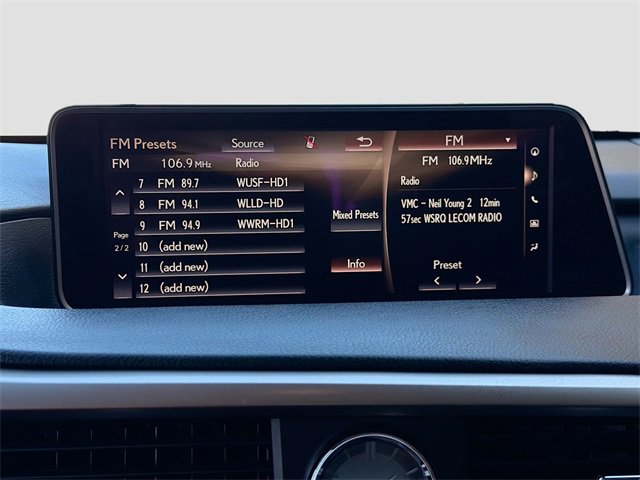 FM Presets Source FM
FM 106.9 MHz Radio FM 106.9 MHz
7 FM 89.7 WUSF-HD1 Radio
8 FM 94.1 WLLD-HD VMC - Neil Young 2 12min
Mixed Presets 57sec WSRQ LECOM RADIO
9 FM 94.9 WWRM-HD1
Page
2/2 10 (add new)
11 (add new) Info Preset
12 (add new) < >